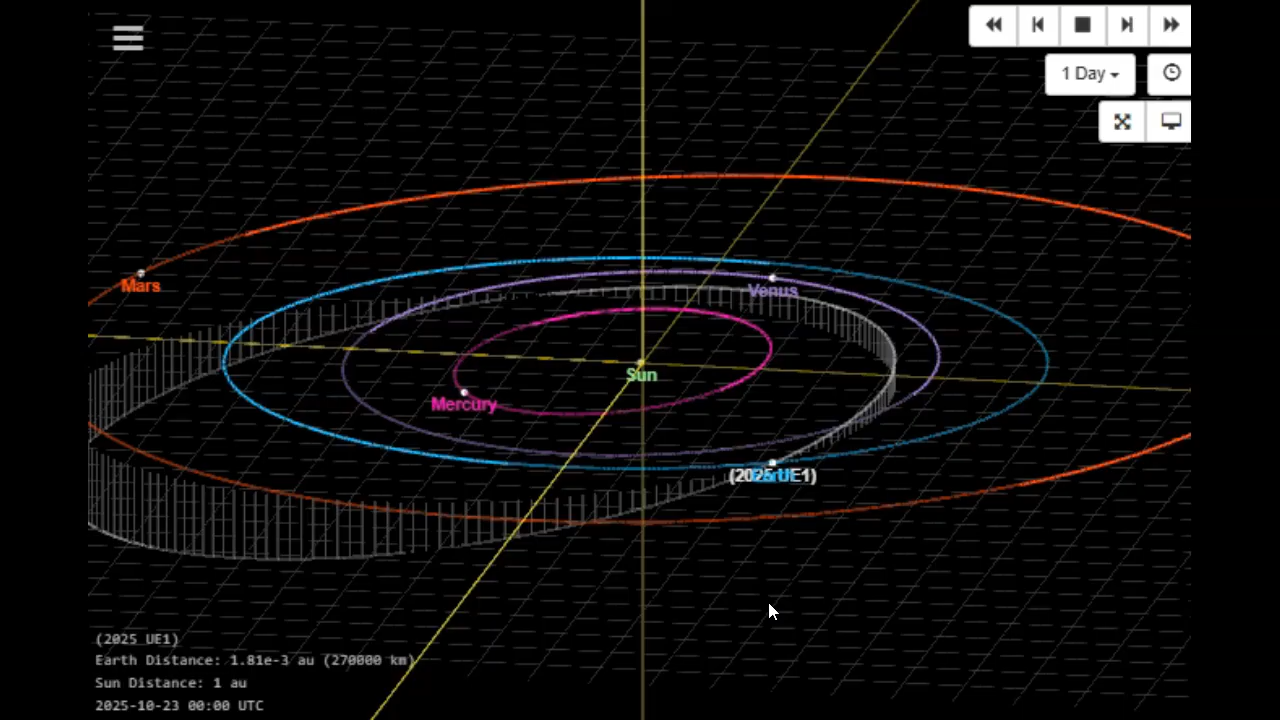 1 Day
Mars
Venus
Sun
Mercury
(2025 UE1)
(2025 UE1)
Earth Distance: 1.81e-3 au (270000 km)
Sun Distance: 1 au
2025-10-23 00:00 UTC